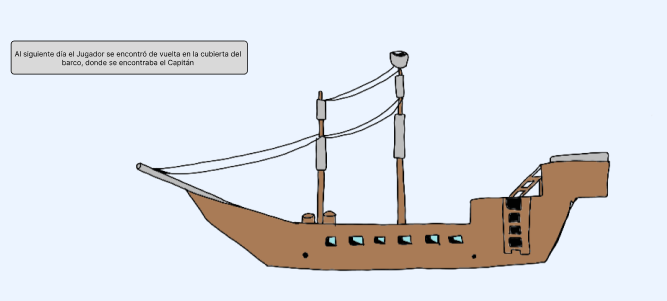 Al siguiente día el Jugador se encontró de vuelta en la cubierta del
barco, donde se encontraba el Capitán